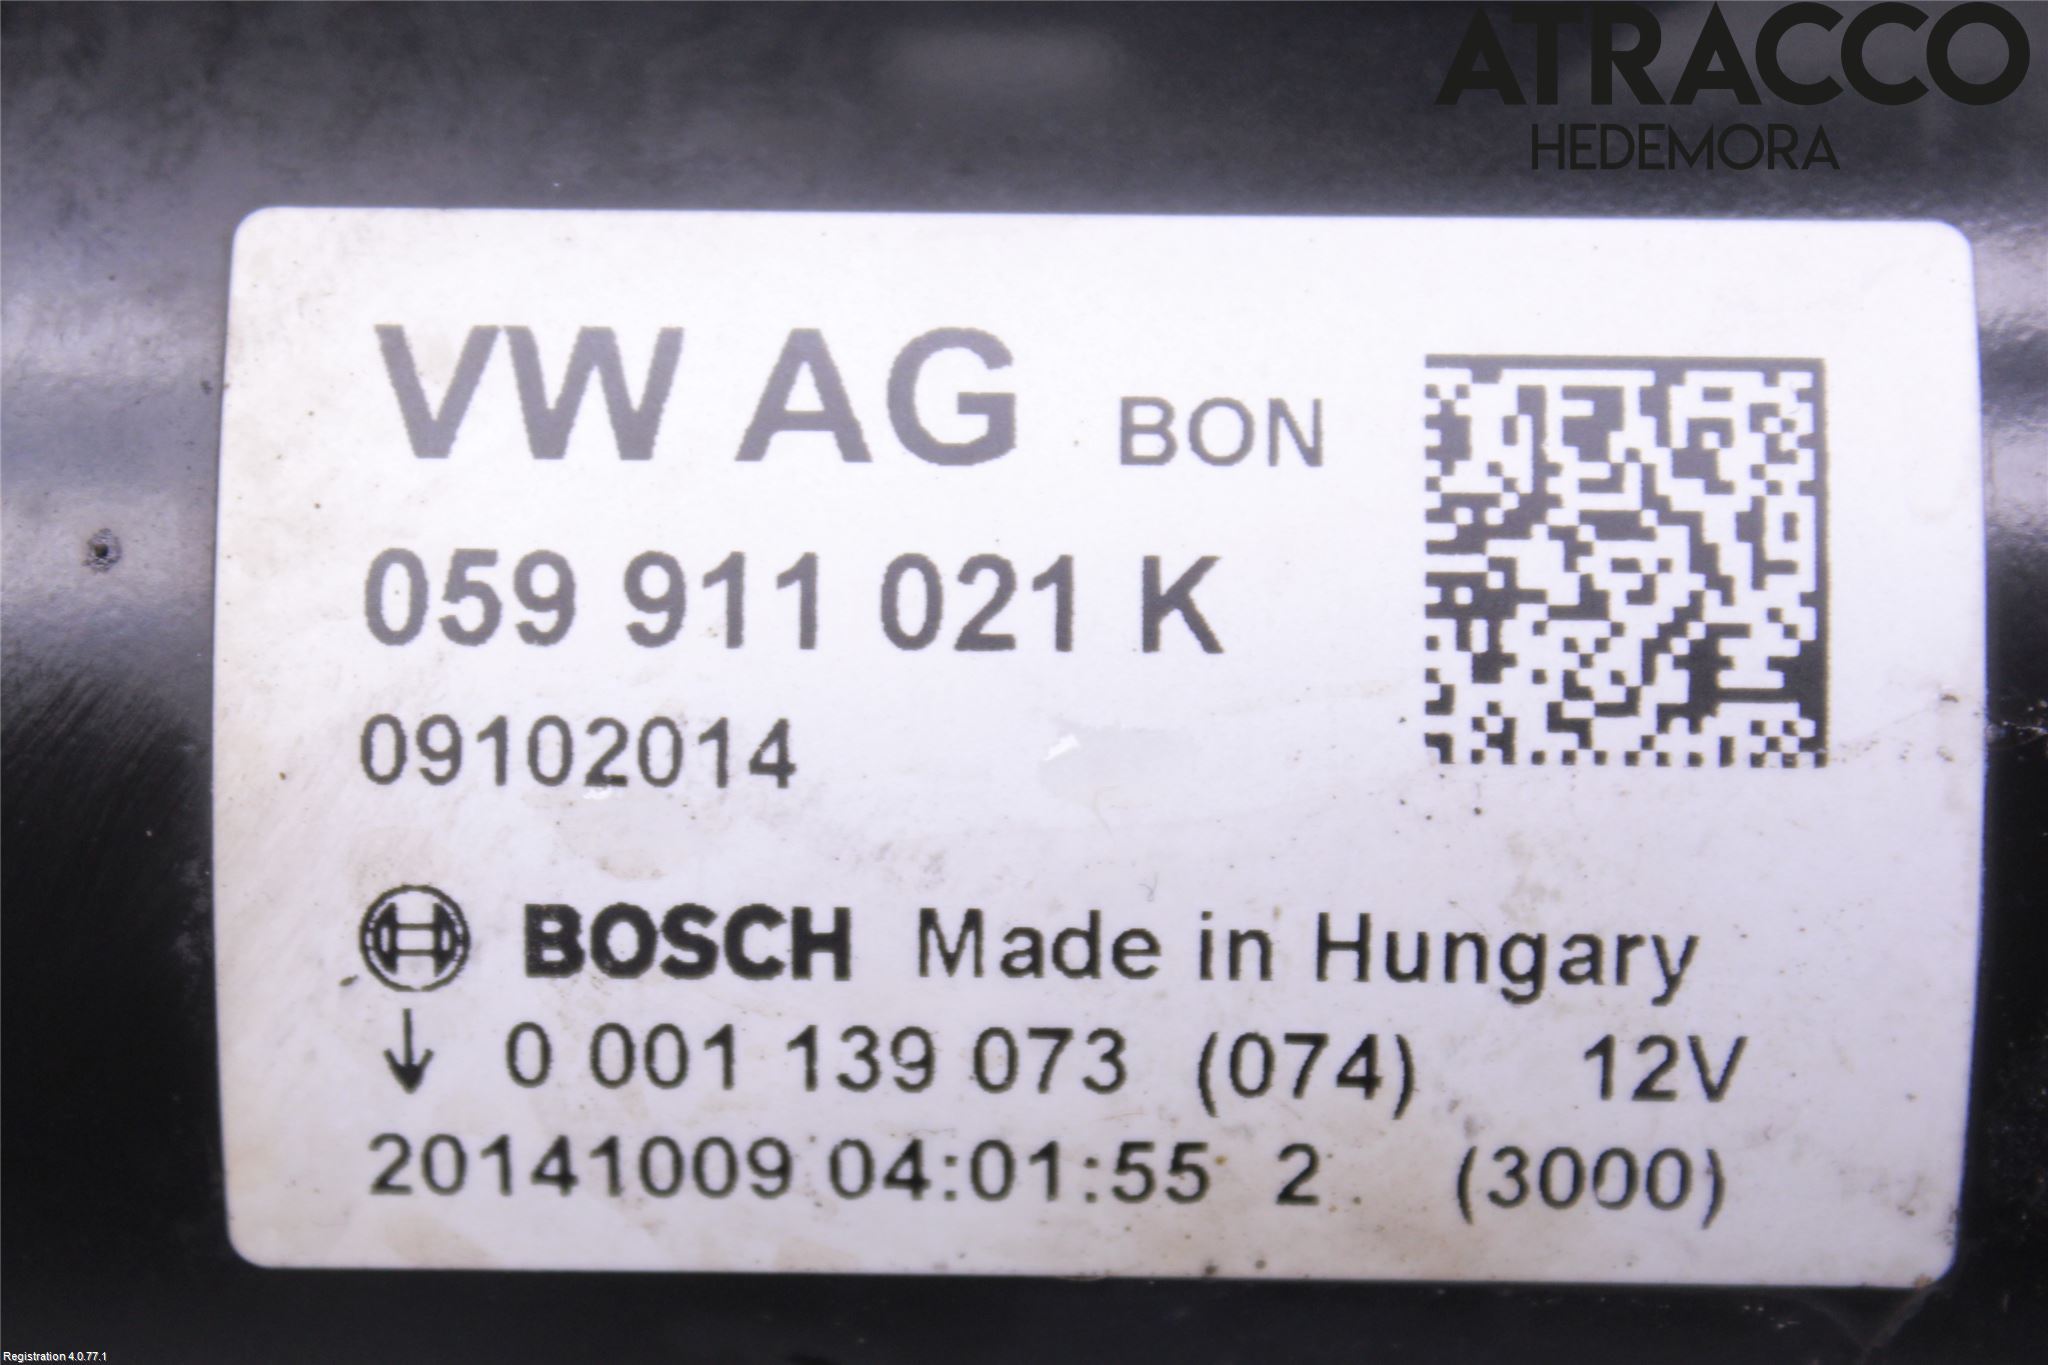 ATRACCO
HEDEMORA
VW AG BON
059 911 021 K
09102014
BOSCH Made in Hungary
↓ 0 001 139 073 (074) 12V
20141009 04:01:55 2 (3000)
Registration 4.0.77.1